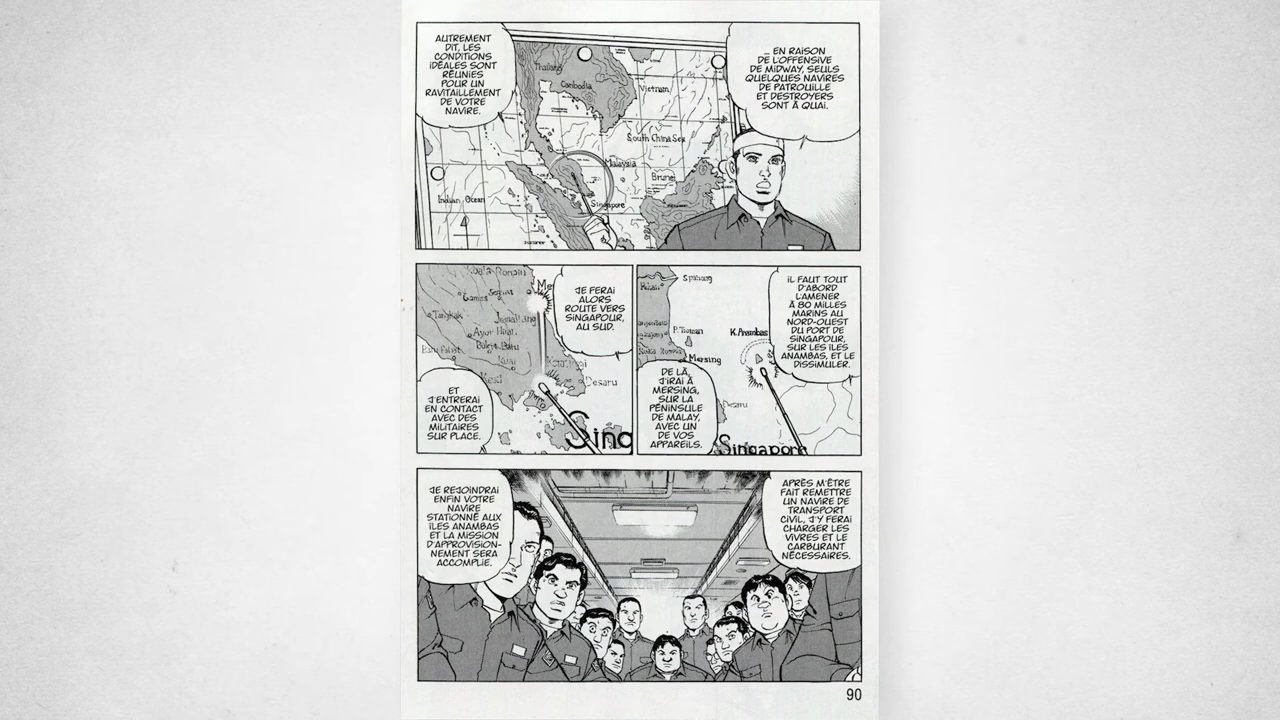 ... EN RAISON
DE L'OFFENSIVE
DE MIDWAY, SEULS
QUELQUES NAVIRES
DE PATROUILLE
ET DESTROYERS
SONT À QUAI.
AUTREMENT
DIT, LES
CONDITIONS
IDÉALES SONT
RÉUNIES
POUR UN
RAVITAILLEMENT
DE VOTRE
NAVIRE.
Thailand
Cambodia
Vietnam
South China Sea
Malaysia
Brunei
Indian Ocean
Singapore
IL FAUT TOUT
D'ABORD
L'AMENER
À 80 MILLES
MARINS AU
NORD-OUEST
DU PORT DE
SINGAPOUR,
SUR LES ÎLES
ANAMBAS, ET LE
DISSIMULER.
P. Tioman
K. Anambas
Mersing
Desaru
Singapore
DE LÀ,
J'IRAI À
MERSING,
SUR LA
PÉNINSULE
DE MALAY,
AVEC UN
DE VOS
APPAREILS.
JE FERAI
ALORS
ROUTE VERS
SINGAPOUR,
AU SUD.
Me
Tangkak
Desaru
Sing
ET
J'ENTRERAI
EN CONTACT
AVEC DES
MILITAIRES
SUR PLACE.
APRÈS M'ÊTRE
FAIT REMETTRE
UN NAVIRE DE
TRANSPORT
CIVIL, J'Y FERAI
CHARGER LES
VIVRES ET LE
CARBURANT
NÉCESSAIRES.
JE REJOINDRAI
ENFIN VOTRE
NAVIRE
STATIONNÉ AUX
ÎLES ANAMBAS
ET LA MISSION
D'APPROVISION-
NEMENT SERA
ACCOMPLIE.
90